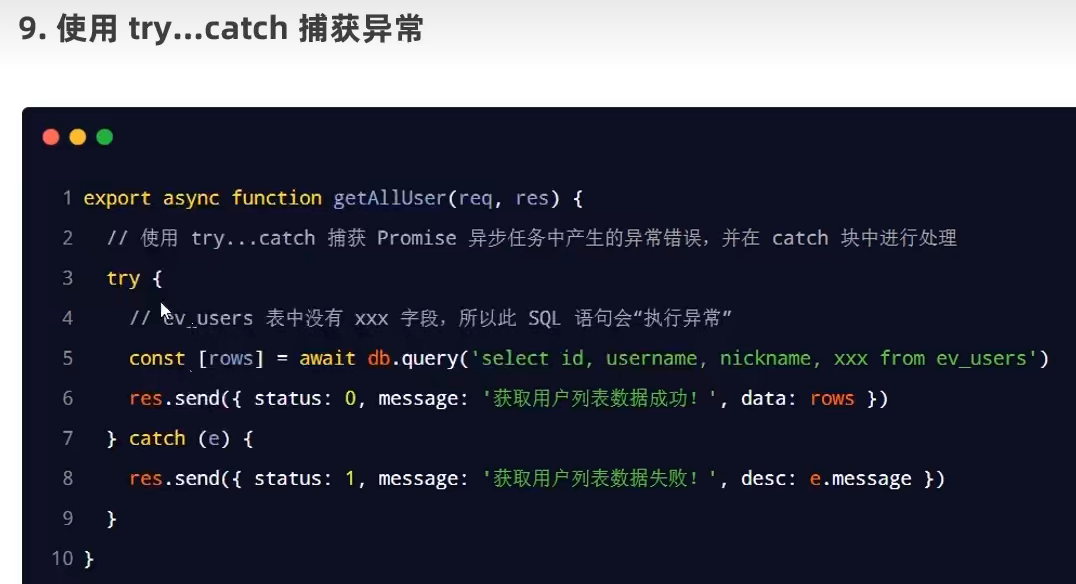 9. 使用 try...catch 捕获异常
1 export async function getAllUser(req, res) {
2 // 使用 try...catch 捕获 Promise 异步任务中产生的异常错误，并在 catch 块中进行处理
3 try {
4 // ev_users 表中没有 xxx 字段，所以此 SQL 语句会“执行异常”
5 const [rows] = await db.query('select id, username, nickname, xxx from ev_users')
6 res.send({ status: 0, message: '获取用户列表数据成功！', data: rows })
7 } catch (e) {
8 res.send({ status: 1, message: '获取用户列表数据失败！', desc: e.message })
9 }
10 }